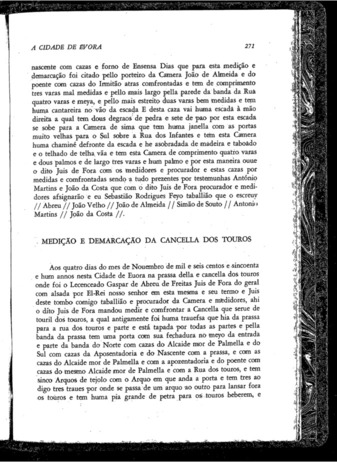 A CIDADE DE EVORA 271
nascente com cazas e forno de Ensensa Dias que para esta medição e
demarcação foi citado pello porteiro da Camera João de Almeida e do
poente com cazas do Irmitão atras comfrontadas e tem de comprimento
tres varas mal medidas e pello mais largo pella parede da banda da Rua
quatro varas e meya, e pello mais estreito duas varas bem medidas e tem
huma cantareira no vão da escada E desta caza vai huma escada à mão
direita a qual tem dous degraos de pedra e sete de pao por esta escada
se sobe para a Camera de sima que tem huma janella com as portas
muito velhas para o Sul sobre a Rua dos Infantes e tem esta Camera
huma chaminé defronte da escada e he asobradada de madeira e taboado
e o telhado de telha vãa e tem esta Camera de comprimento quatro varas
e dous palmos e de largo tres varas e hum palmo e por esta maneira ouue
o dito Juis de Fora com os medidores e procurador e estas cazas por
medidas e comfrontadas sendo a tudo prezentes por testemunhas António
Martins e João da Costa que com o dito Juis de Fora procurador e medi-
dores afsignarão e eu Sebastião Rodrigues Feyo taballião que o escreuy
// Abreu // João Velho // João de Almeida // Simão de Souto // Antonio
Martins // João da Costa //.
MEDIÇÃO E DEMARCAÇÃO DA CANCELLA DOS TOUROS
Aos quatro dias do mes de Nouembro de mil e seis centos e sincoenta
e hum annos nesta Cidade de Euora na prassa della e cancella dos touros
onde foi o Lecenceado Gaspar de Abreu de Freitas Juis de Fora do geral
com alsada por El-Rei nosso senhor em esta mesma e seu termo e Juis
deste tombo comigo taballião e procurador da Camera e medidores, ahi
o dito Juis de Fora mandou medir e comfrontar a Cancella que serue de
touril dos touros, a qual antigamente foi huma trauefsa que hia da prassa
para a rua dos touros e parte e está tapada por todas as partes e pella
banda da prassa tem uma porta com sua fechadura no meyo da entrada
e parte da banda do Norte com cazas do Alcaide mor de Palmella e do
Sul com cazas da Aposentadoria e do Nascente com a prassa, e com as
cazas do Alcaide mor de Palmella e com a apozentadoria e do poente com
cazas do mesmo Alcaide mor de Palmella e com a Rua dos touros, e tem
sinco Arquos de tejolo com o Arquo em que anda a porta e tem tres ao
digo tres traues por onde se passa de um arquo ao outro para lansar fora
os touros e tem huma pia grande de petra para os touros beberem, e